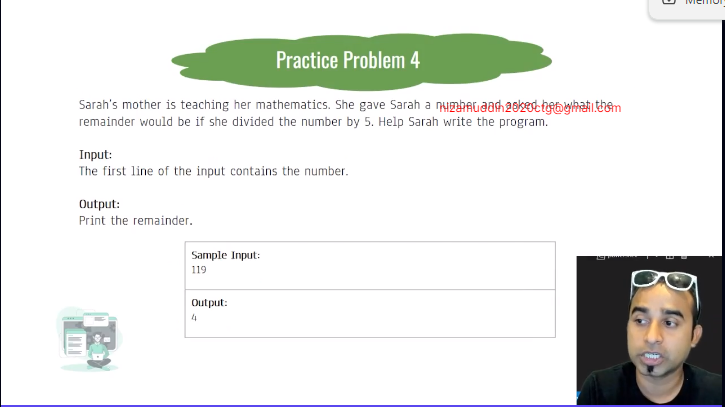 Memory
Practice Problem 4
Sarah's mother is teaching her mathematics. She gave Sarah a number and asked her what the
nizamuddin2020ctg@gmail.com
remainder would be if she divided the number by 5. Help Sarah write the program.
Input:
The first line of the input contains the number.
Output:
Print the remainder.
Sample Input:
119
Output:
4